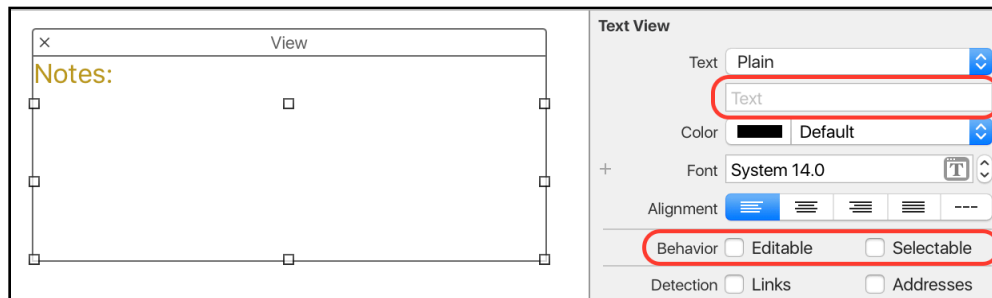 View
Notes:
Text View
Text Plain
Text
Color Default
Font System 14.0
Alignment
Behavior Editable Selectable
Detection Links Addresses